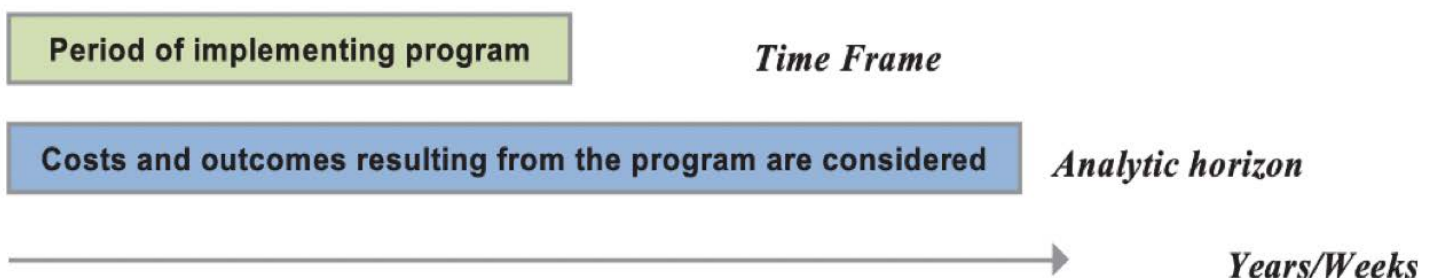 Period of implementing program
Time Frame
Costs and outcomes resulting from the program are considered
Analytic horizon
Years/Weeks